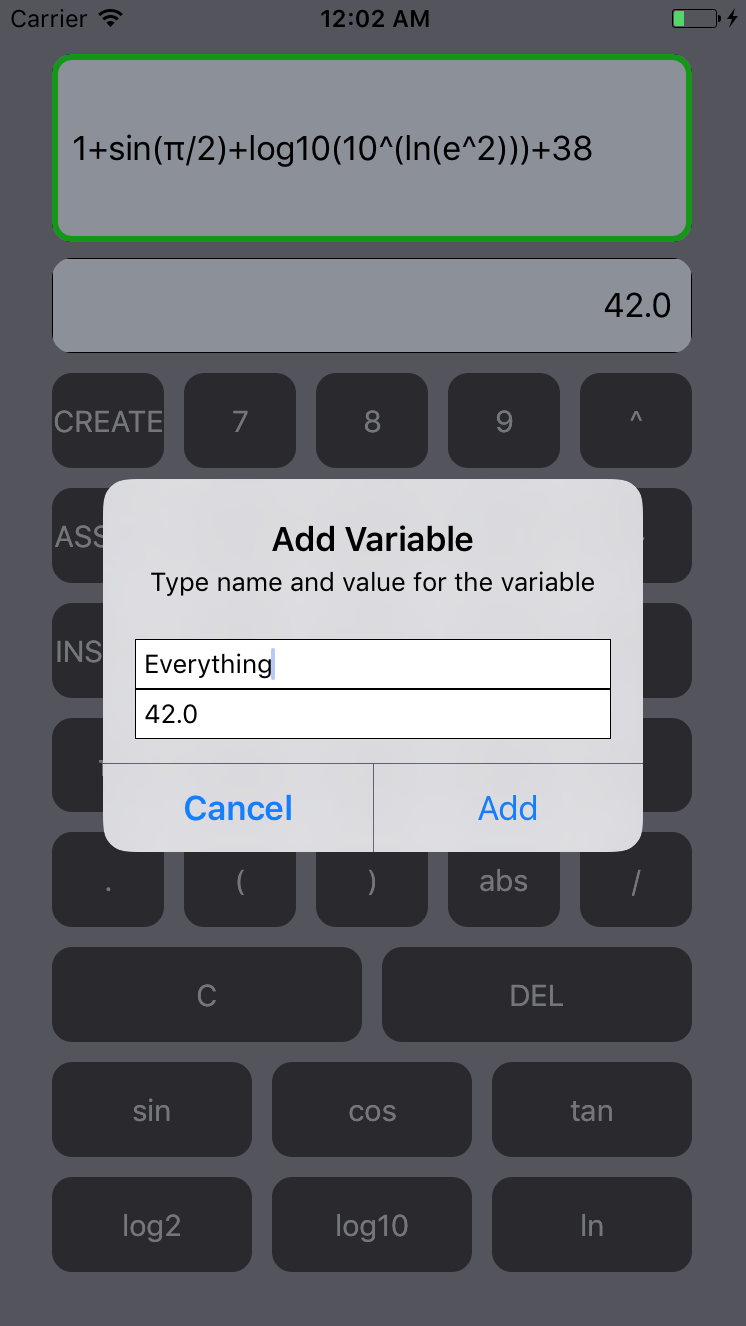 Carrier 12:02 AM
1+sin(π/2)+log10(10^(ln(e^2)))+38
42.0
CREATE 7 8 9 ^
Add Variable
Type name and value for the variable
Everything
42.0
Cancel Add
. ( ) abs /
C DEL
sin cos tan
log2 log10 ln